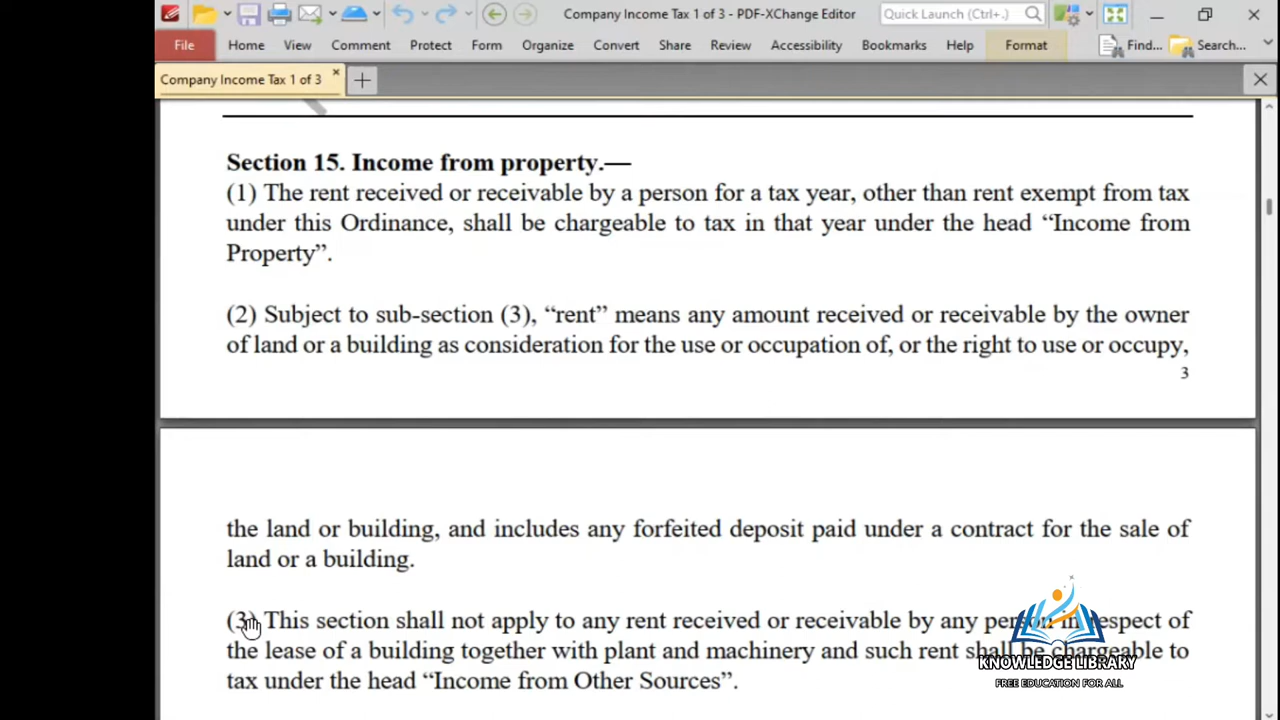 Company Income Tax 1 of 3 - PDF-XChange Editor
Quick Launch (Ctrl+.)
File Home View Comment Protect Form Organize Convert Share Review Accessibility Bookmarks Help Format Find... Search...
Company Income Tax 1 of 3
Section 15. Income from property.—
(1) The rent received or receivable by a person for a tax year, other than rent exempt from tax
under this Ordinance, shall be chargeable to tax in that year under the head “Income from
Property”.
(2) Subject to sub-section (3), “rent” means any amount received or receivable by the owner
of land or a building as consideration for the use or occupation of, or the right to use or occupy,
3
the land or building, and includes any forfeited deposit paid under a contract for the sale of
land or a building.
(3) This section shall not apply to any rent received or receivable by any person in respect of
the lease of a building together with plant and machinery and such rent shall be chargeable to
tax under the head “Income from Other Sources”.
KNOWLEDGE LIBRARY
FREE EDUCATION FOR ALL